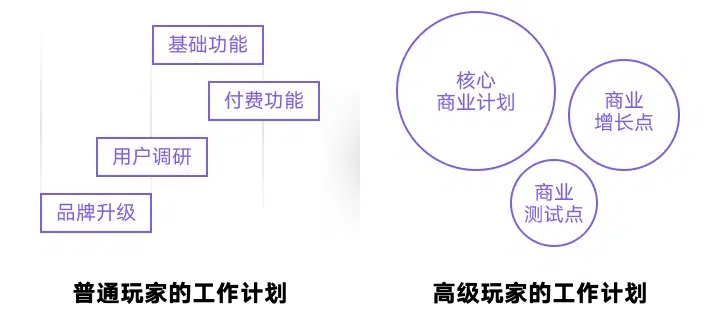 基础功能
付费功能
用户调研
品牌升级
普通玩家的工作计划
核心
商业计划
商业
增长点
商业
测试点
高级玩家的工作计划